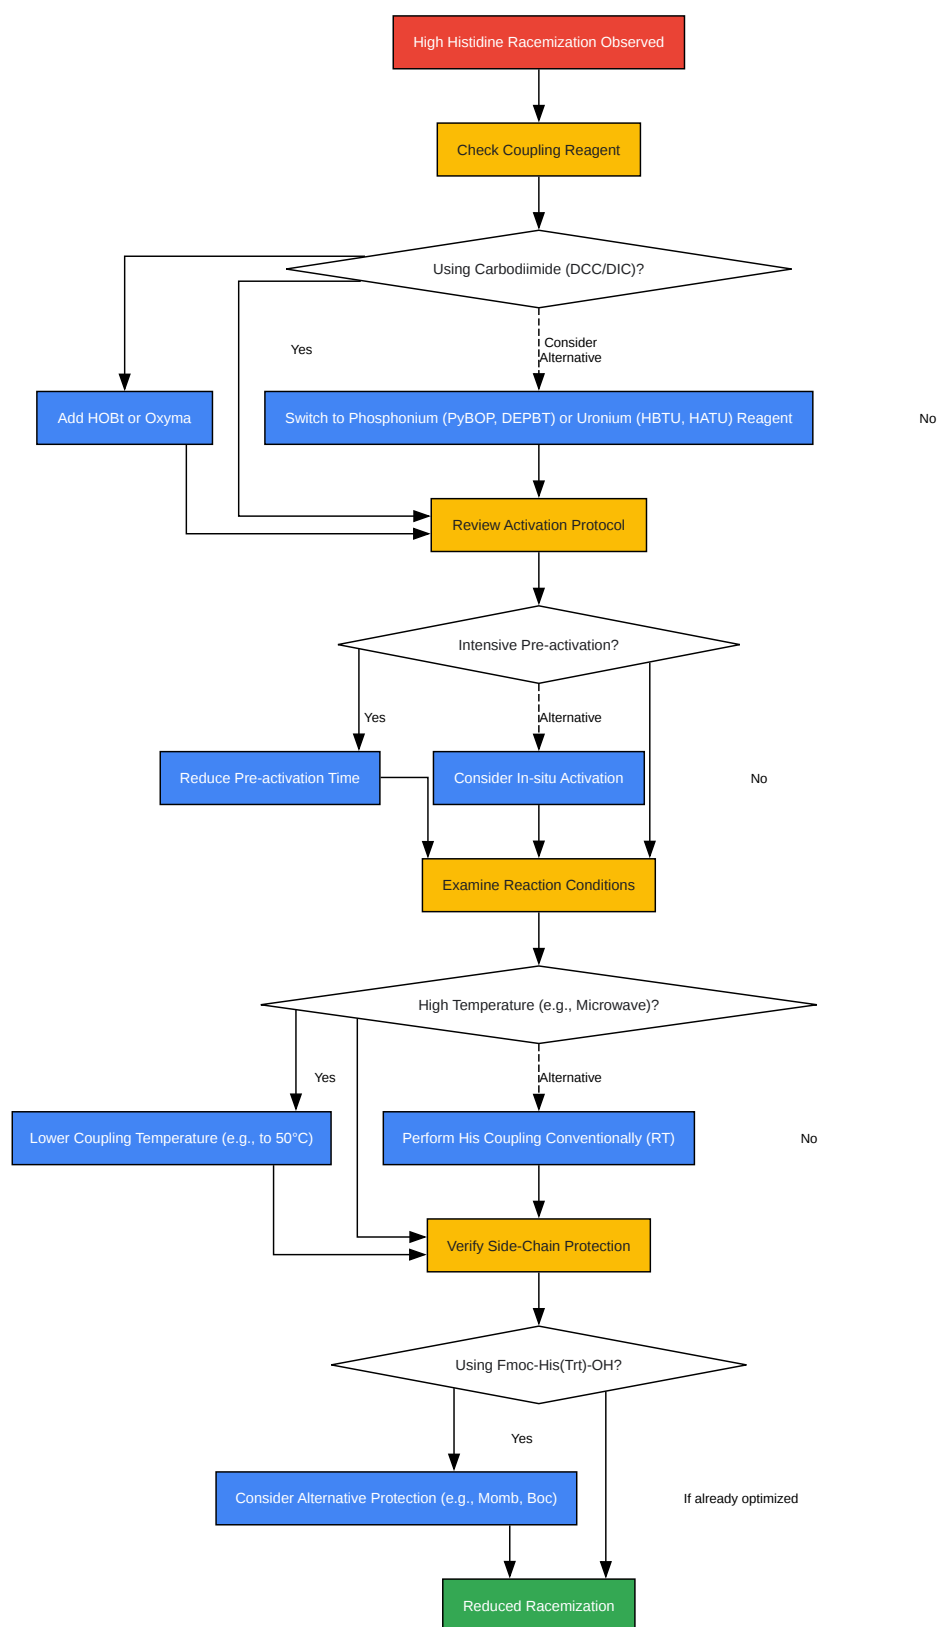 High Histidine Racemization Observed
Check Coupling Reagent
Using Carbodiimide (DCC/DIC)?
Yes
Consider
Alternative
Add HOBt or Oxyma
Switch to Phosphonium (PyBOP, DEPBT) or Uronium (HBTU, HATU) Reagent
No
Review Activation Protocol
Intensive Pre-activation?
Yes
Alternative
Reduce Pre-activation Time
Consider In-situ Activation
No
Examine Reaction Conditions
High Temperature (e.g., Microwave)?
Yes
Alternative
Lower Coupling Temperature (e.g., to 50°C)
Perform His Coupling Conventionally (RT)
No
Verify Side-Chain Protection
Using Fmoc-His(Trt)-OH?
Yes
Consider Alternative Protection (e.g., Momb, Boc)
If already optimized
Reduced Racemization